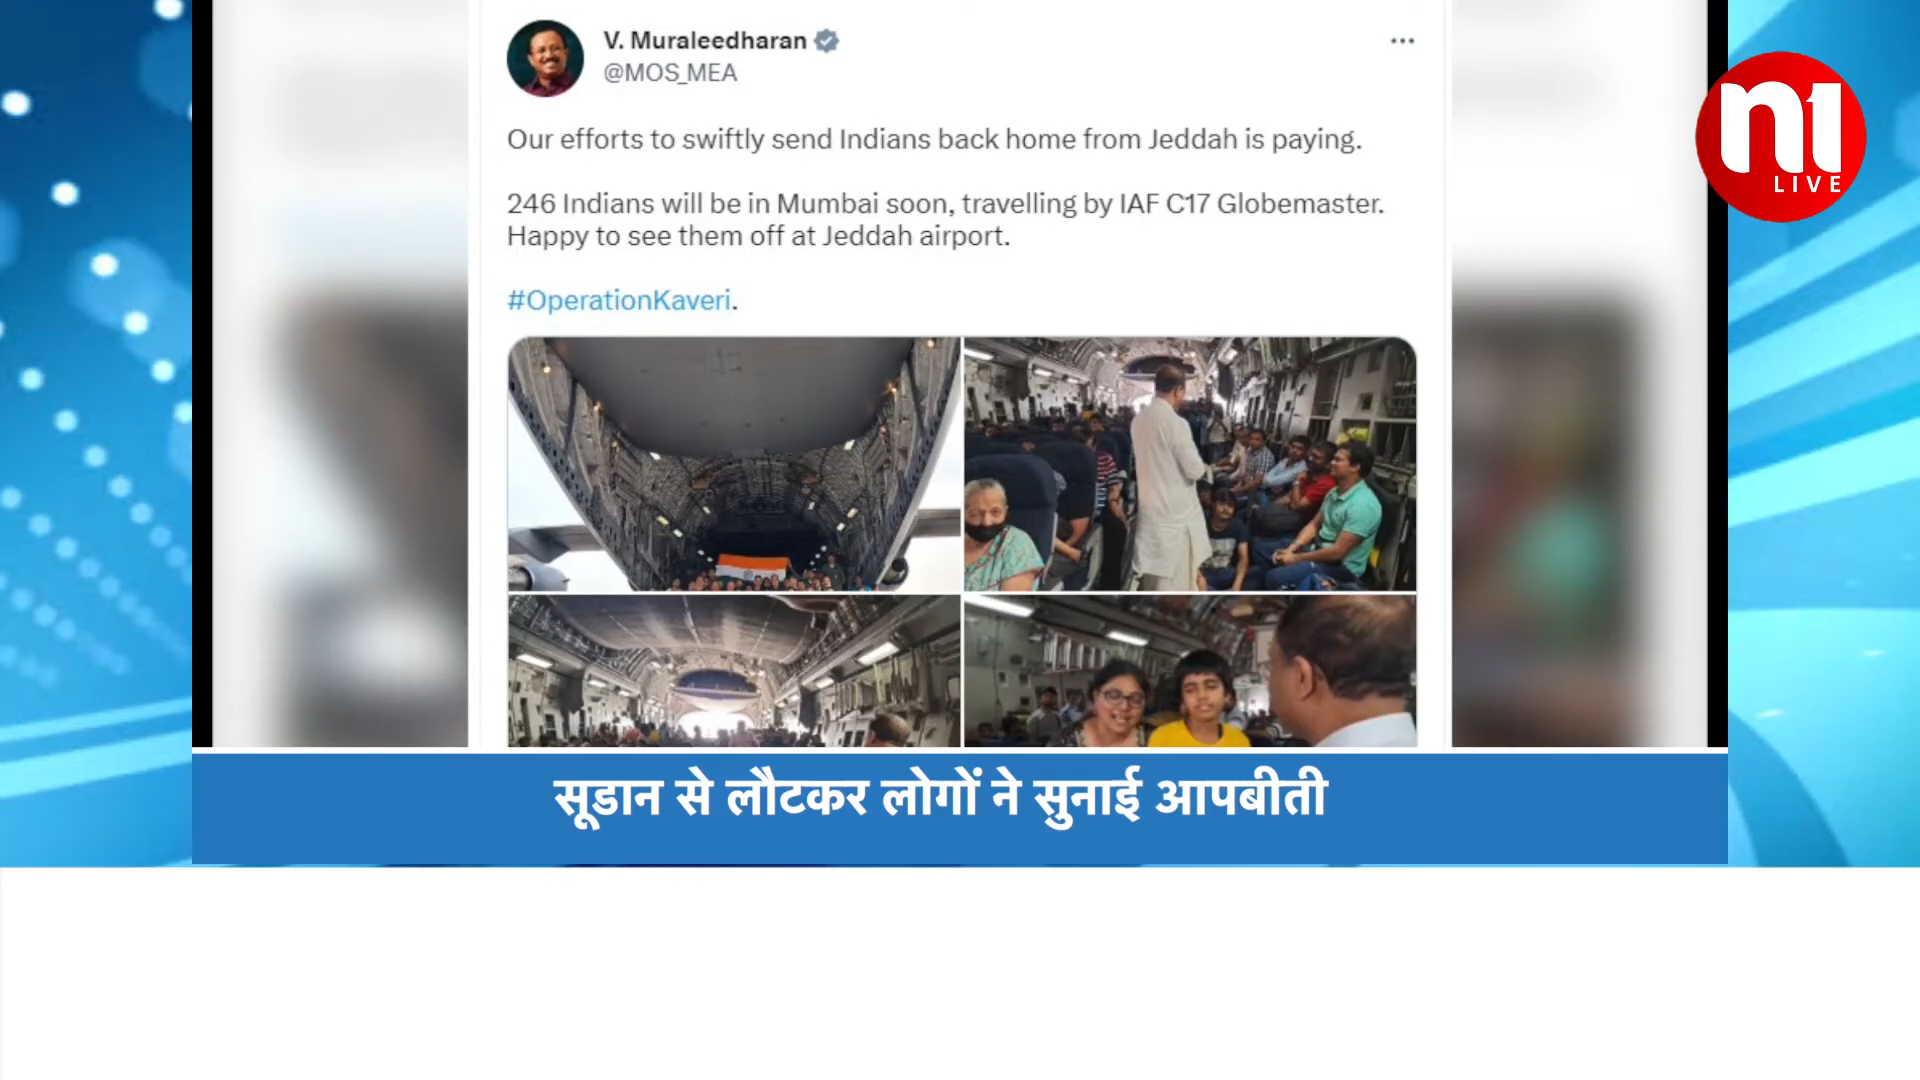 V. Muraleedharan
@MOS_MEA
Our efforts to swiftly send Indians back home from Jeddah is paying.
246 Indians will be in Mumbai soon, travelling by IAF C17 Globemaster.
Happy to see them off at Jeddah airport.
#OperationKaveri.
n1
LIVE
सूडान से लौटकर लोगों ने सुनाई आपबीती